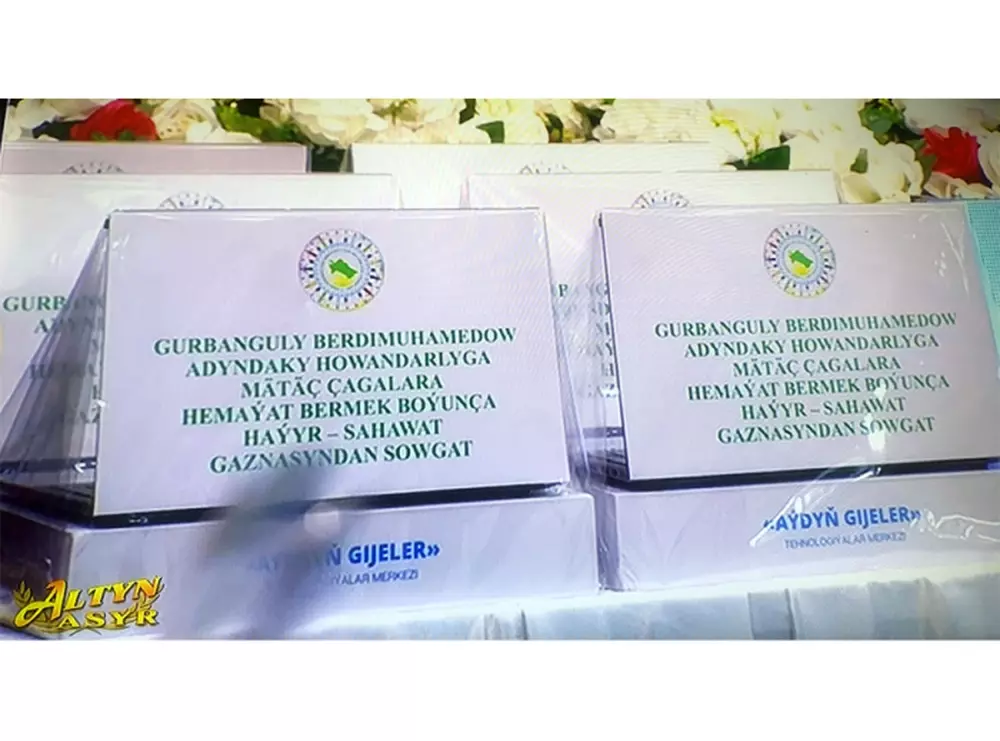 GURBANGULY BERDIMUHAMEDOW
ADYNDAKY HOWANDARLYGA
MÄTÄÇ ÇAGALARA
HEMAÝAT BERMEK BOÝUNÇA
HAÝYR – SAHAWAT
GAZNASYNDAN SOWGAT
GIJELER»
MERKEZI
GURBANGULY BERDIMUHAMEDOW
ADYNDAKY HOWANDARLYGA
MÄTÄÇ ÇAGALARA
HEMAÝAT BERMEK BOÝUNÇA
HAÝYR – SAHAWAT
GAZNASYNDAN SOWGAT
«AÝDYŇ GIJELER»
TEHNOLOGIÝALAR MERKEZI
ALTYN
ASYR